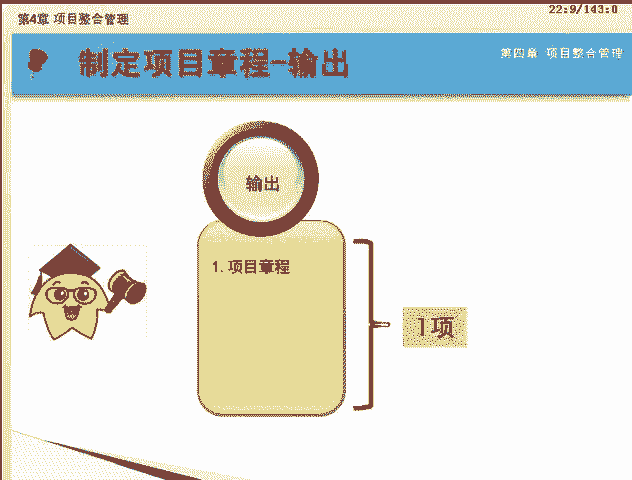 第4章 项目整合管理
22:9/143:0
制定项目章程-输出
第四章 项目整合管理
输出
1.项目章程
1项